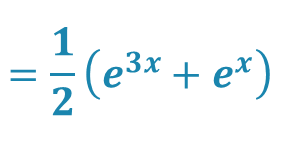 = 1/2 (e^{3x} + e^{x})